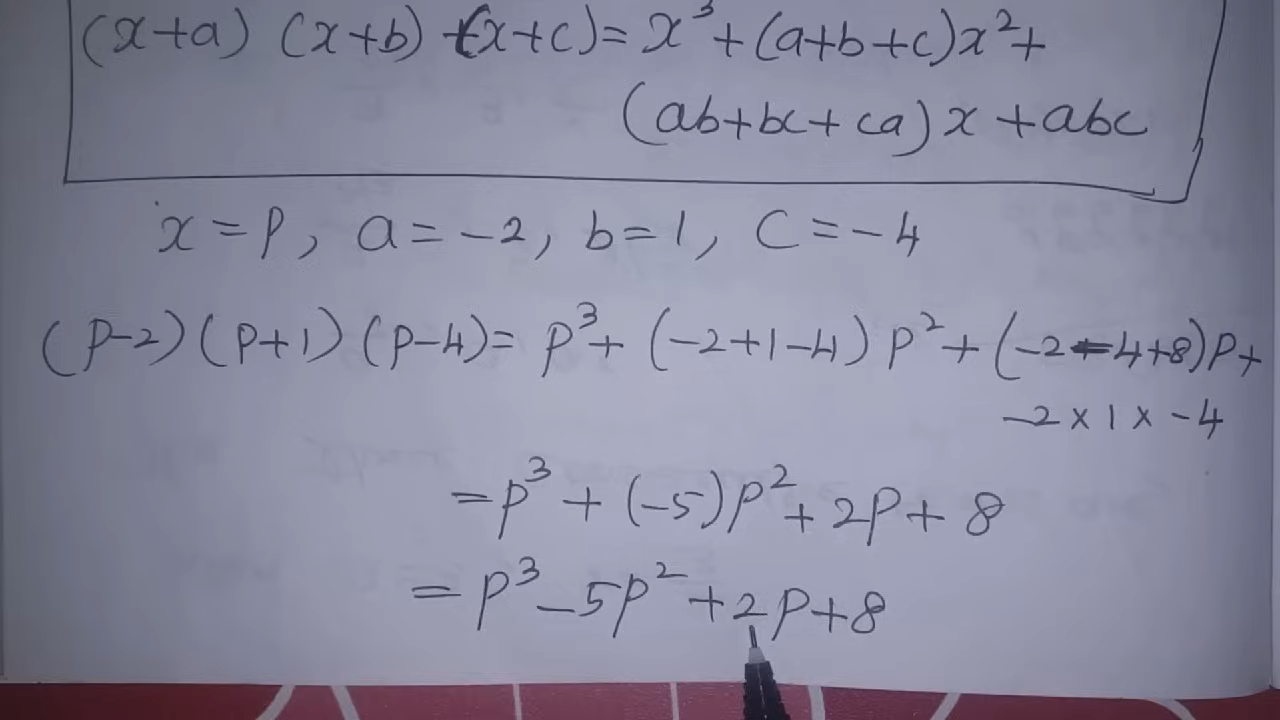 (x+a) (x+b) (x+c) = x³ + (a+b+c)x² +
(ab+bc+ca)x + abc
x = p, a = -2, b = 1, c = -4
(p-2)(p+1)(p-4) = p³ + (-2+1-4)p² + (-2-4+8)p +
-2 × 1 × -4
= p³ + (-5)p² + 2p + 8
= p³ - 5p² + 2p + 8